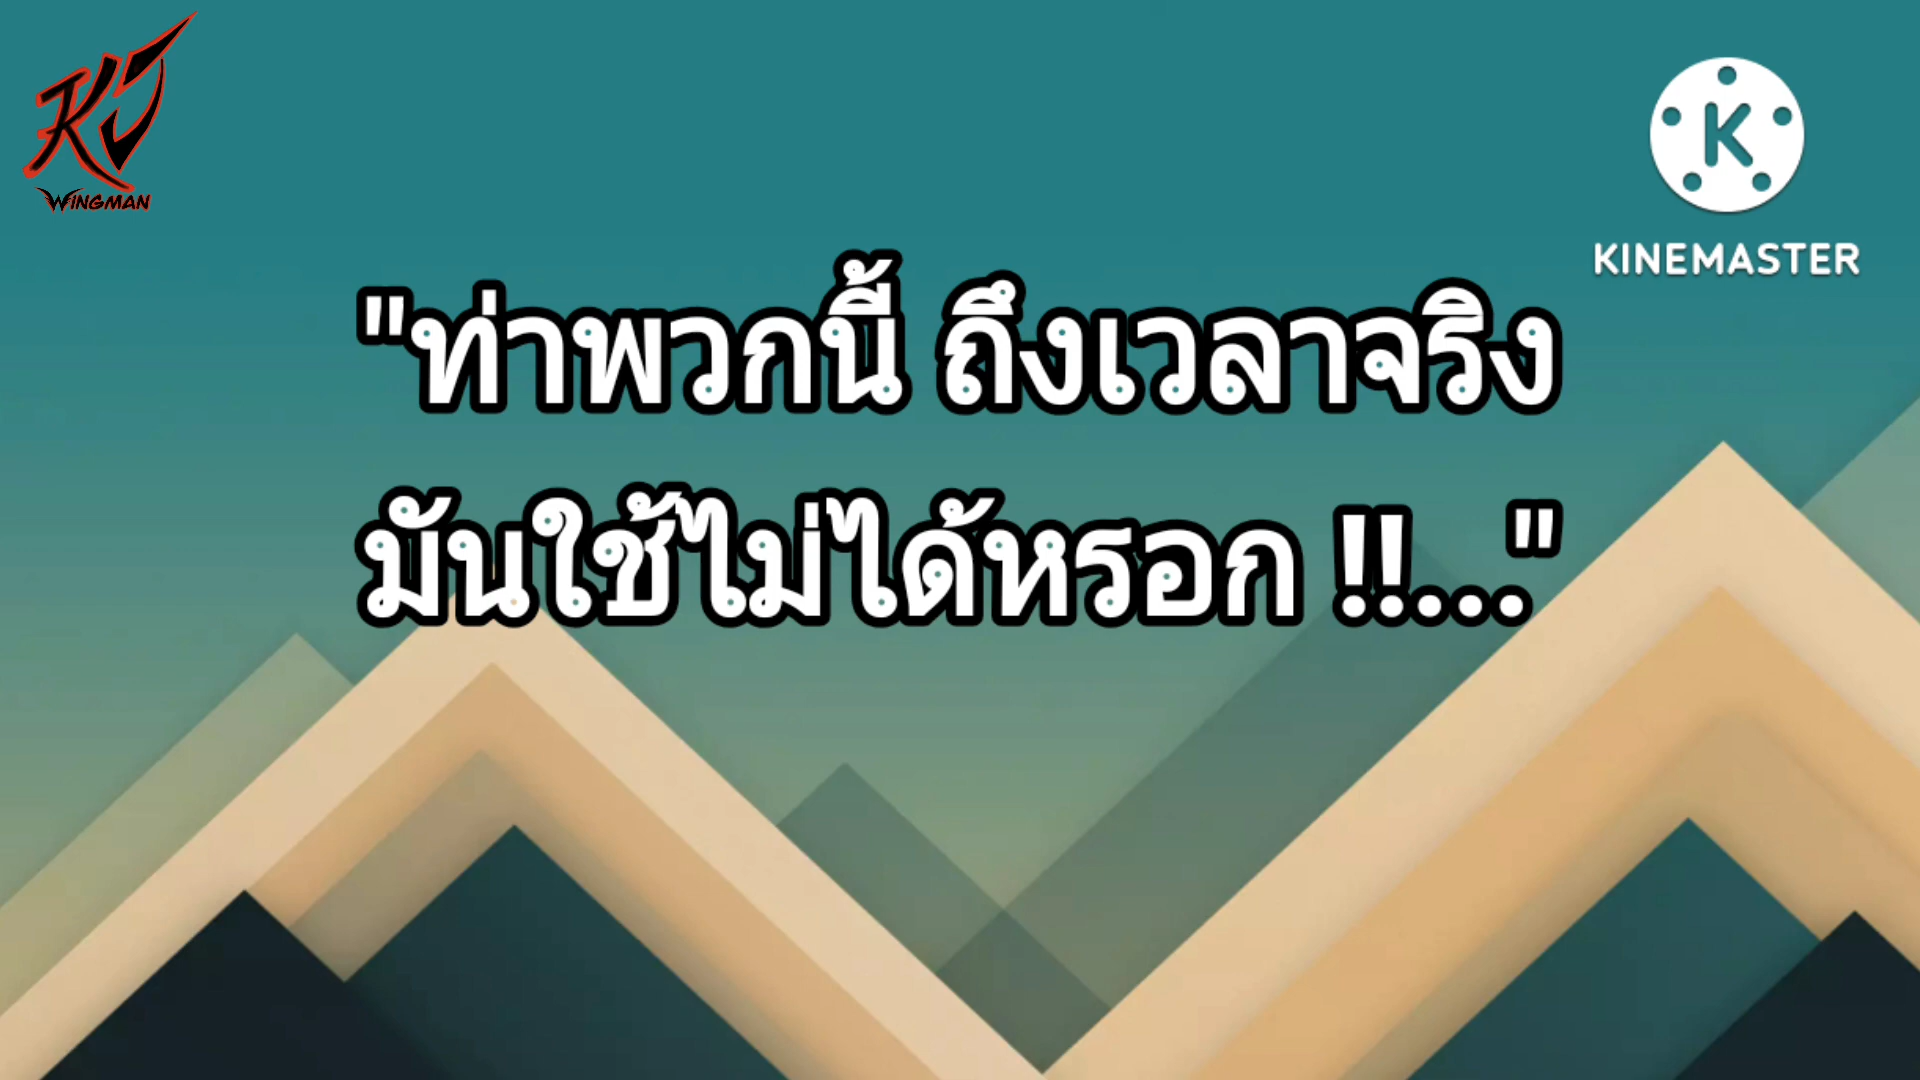 KJ
WINGMAN
K
KINEMASTER
"ท่าพวกนี้ ถึงเวลาจริง
มันใช้ไม่ได้หรอก !!..."